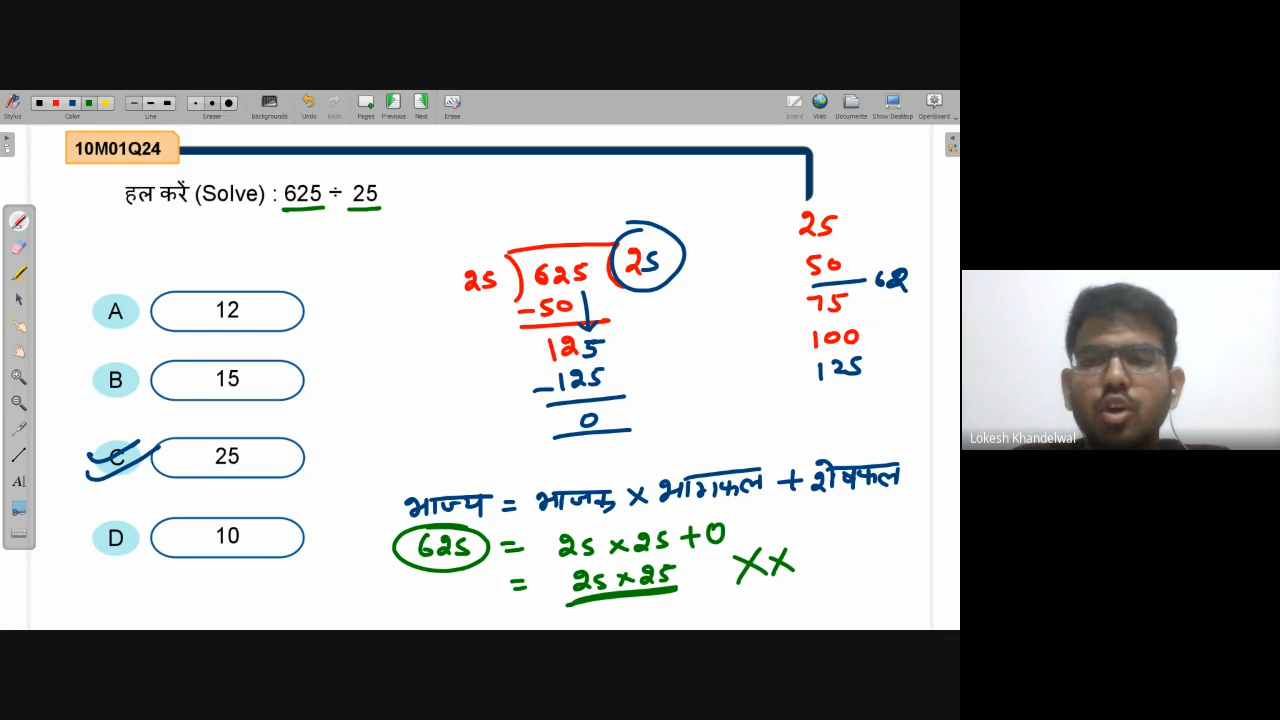 Stylus
Color
Line
Eraser
Backgrounds
Undo
Redo
Pages
Previous
Next
Erase
Board
Web
Documents
Show Desktop
OpenBoard
10M01Q24
हल करें (Solve) : 625 ÷ 25
A 12
B 15
C 25
D 10
25 ) 625 ( 25
-50
125
-125
0
25
50
62
75
100
125
भाज्य = भाजक × भागफल + शेषफल
625 = 25 × 25 + 0
= 25 × 25
××
Lokesh Khandelwal